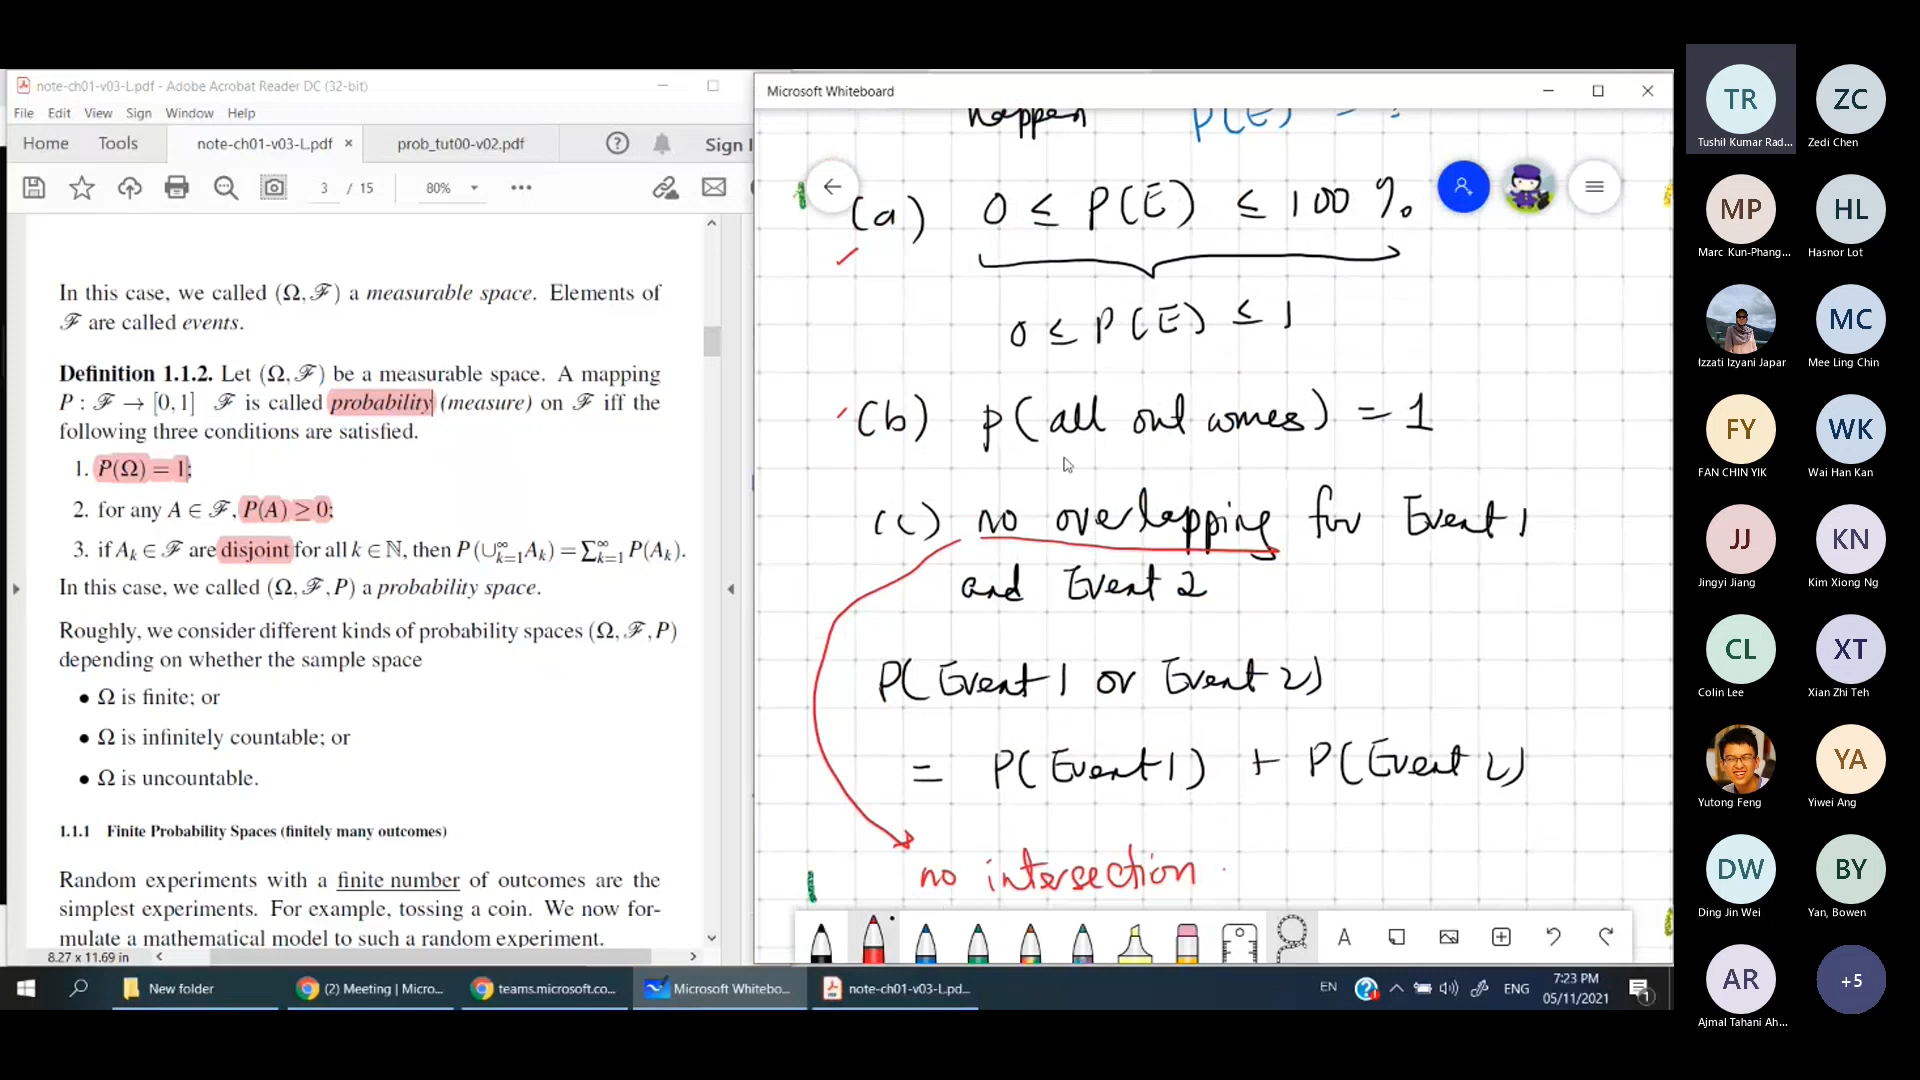 note-ch01-v03-L.pdf - Adobe Acrobat Reader DC (32-bit)
File Edit View Sign Window Help
Home Tools note-ch01-v03-L.pdf × prob_tut00-v02.pdf Sign I
3 / 15 80%
In this case, we called (Ω, ℱ) a measurable space. Elements of
ℱ are called events.
Definition 1.1.2. Let (Ω, ℱ) be a measurable space. A mapping
P : ℱ → [0,1] ℱ is called probability (measure) on ℱ iff the
following three conditions are satisfied.
1. P(Ω) = 1;
2. for any A ∈ ℱ, P(A) ≥ 0;
3. if Aₖ ∈ ℱ are disjoint for all k ∈ ℕ, then P (∪∞k=1 Aₖ) = ∑∞k=1 P(Aₖ).
In this case, we called (Ω, ℱ, P) a probability space.
Roughly, we consider different kinds of probability spaces (Ω, ℱ, P)
depending on whether the sample space
• Ω is finite; or
• Ω is infinitely countable; or
• Ω is uncountable.
1.1.1 Finite Probability Spaces (finitely many outcomes)
Random experiments with a finite number of outcomes are the
simplest experiments. For example, tossing a coin. We now for-
mulate a mathematical model to such a random experiment.
8.27 x 11.69 in
Microsoft Whiteboard
happen P(E) = ?
(a) 0 ≤ P(E) ≤ 100 %.
0 ≤ P(E) ≤ 1
(b) P(all outcomes) = 1
(c) no overlapping for Event 1
and Event 2
P(Event 1 or Event 2)
= P(Event 1) + P(Event 2)
no intersection.
A
New folder
(2) Meeting | Micro...
teams.microsoft.co...
Microsoft Whitebo...
note-ch01-v03-L.pd...
EN
ENG
7:23 PM
05/11/2021
1
TR ZC
Tushil Kumar Rad... Zedi Chen
MP HL
Marc Kun-Phang... Hasnor Lot
MC
Izzati Izyani Japar Mee Ling Chin
FY WK
FAN CHIN YIK Wai Han Kan
JJ KN
Jingyi Jiang Kim Xiong Ng
CL XT
Colin Lee Xian Zhi Teh
YA
Yutong Feng Yiwei Ang
DW BY
Ding Jin Wei Yan, Bowen
AR +5
Ajmal Tahani Ah...